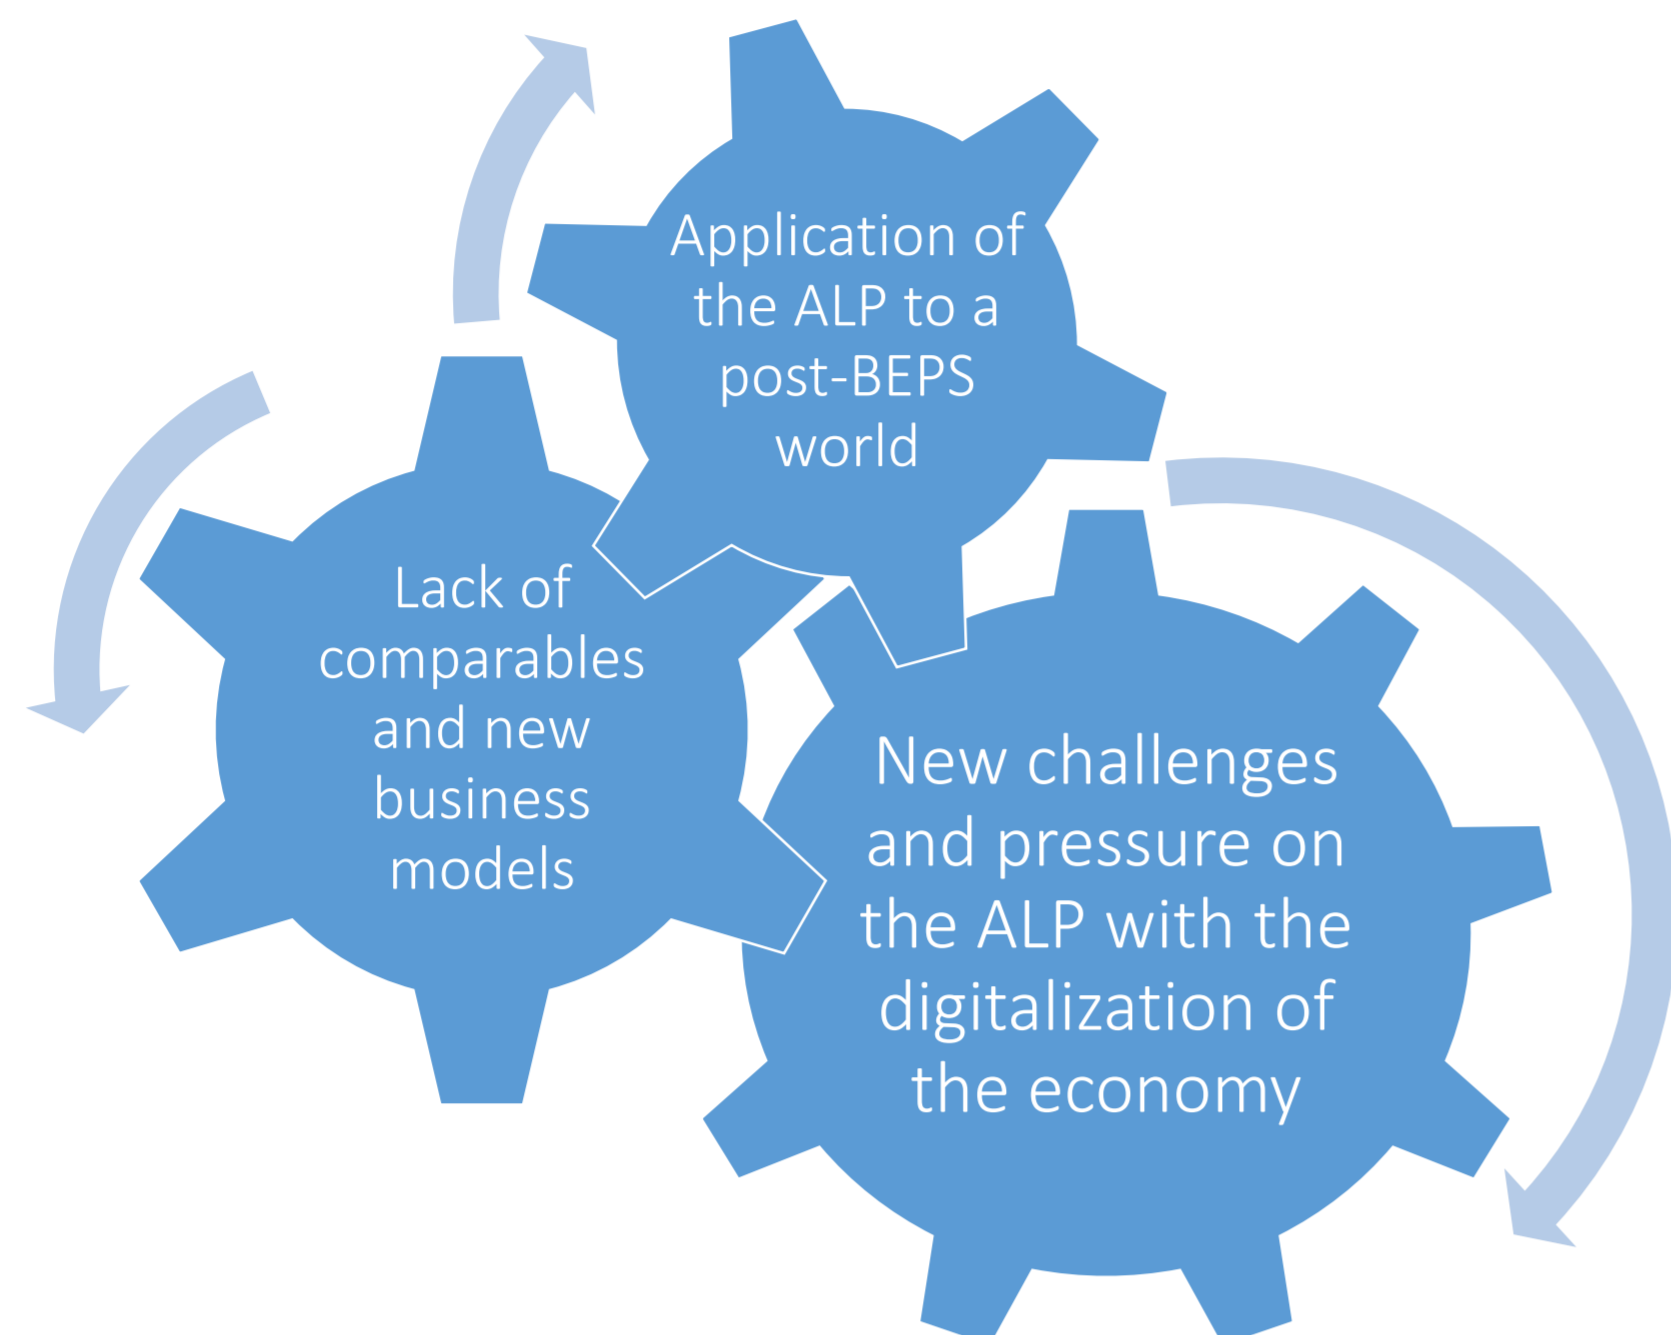 Application of
the ALP to a
post-BEPS
world
Lack of
comparables
and new
business
models
New challenges
and pressure on
the ALP with the
digitalization of
the economy